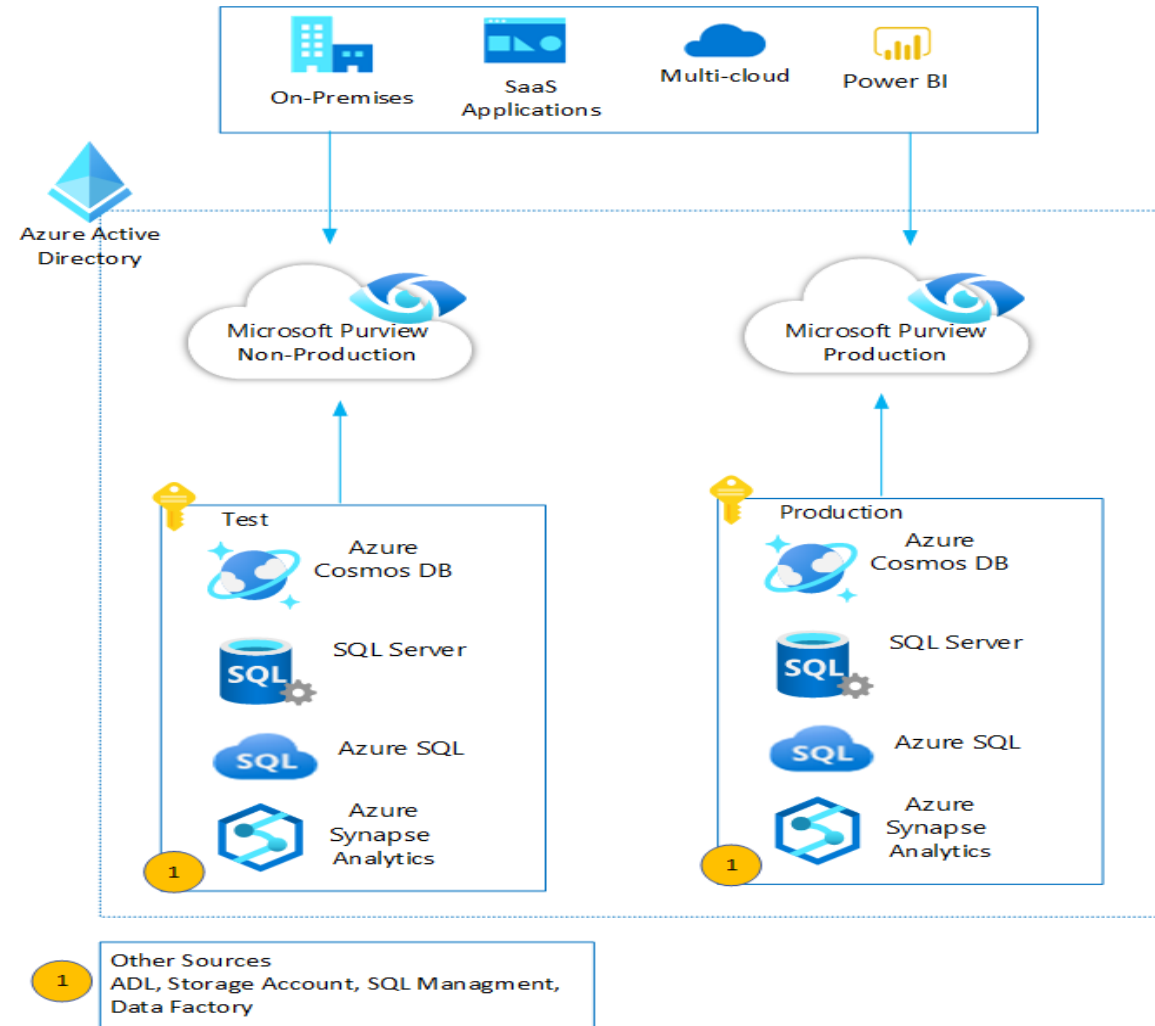 On-Premises
SaaS
Applications
Multi-cloud
Power BI
Azure Active
Directory
Microsoft Purview
Non-Production
Microsoft Purview
Production
Test
Azure
Cosmos DB
SQL
SQL Server
SQL
Azure SQL
Azure
Synapse
Analytics
1
Production
Azure
Cosmos DB
SQL
SQL Server
SQL
Azure SQL
Azure
Synapse
Analytics
1
1
Other Sources
ADL, Storage Account, SQL Managment,
Data Factory